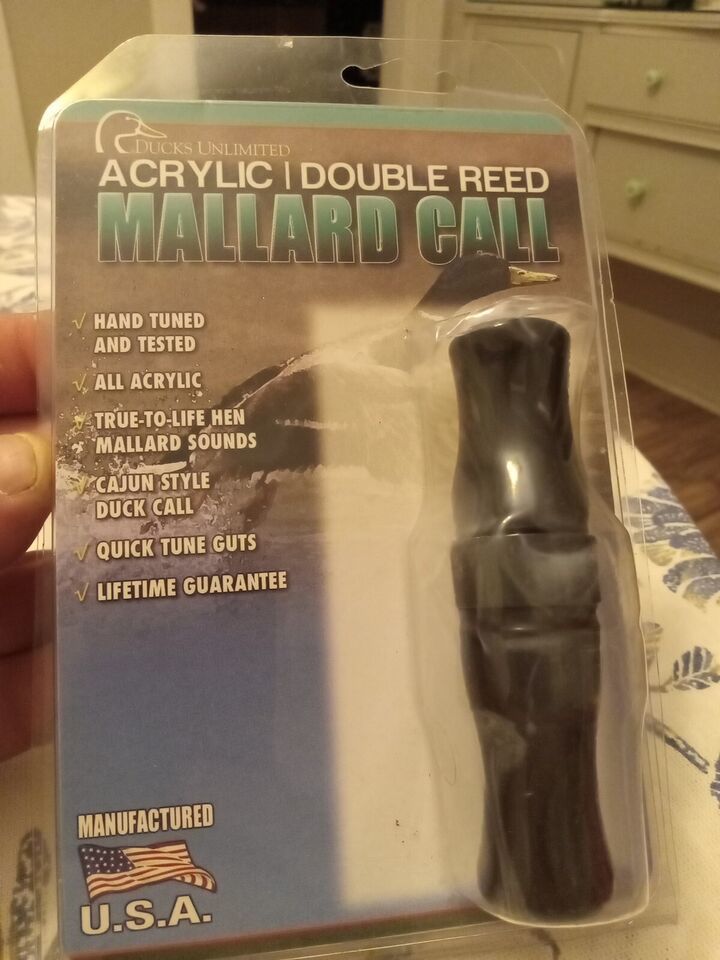 DUCKS UNLIMITED
ACRYLIC | DOUBLE REED
MALLARD CALL
√ HAND TUNED
AND TESTED
√ ALL ACRYLIC
√ TRUE-TO-LIFE HEN
MALLARD SOUNDS
√ CAJUN STYLE
DUCK CALL
√ QUICK TUNE GUTS
√ LIFETIME GUARANTEE
MANUFACTURED
U.S.A.